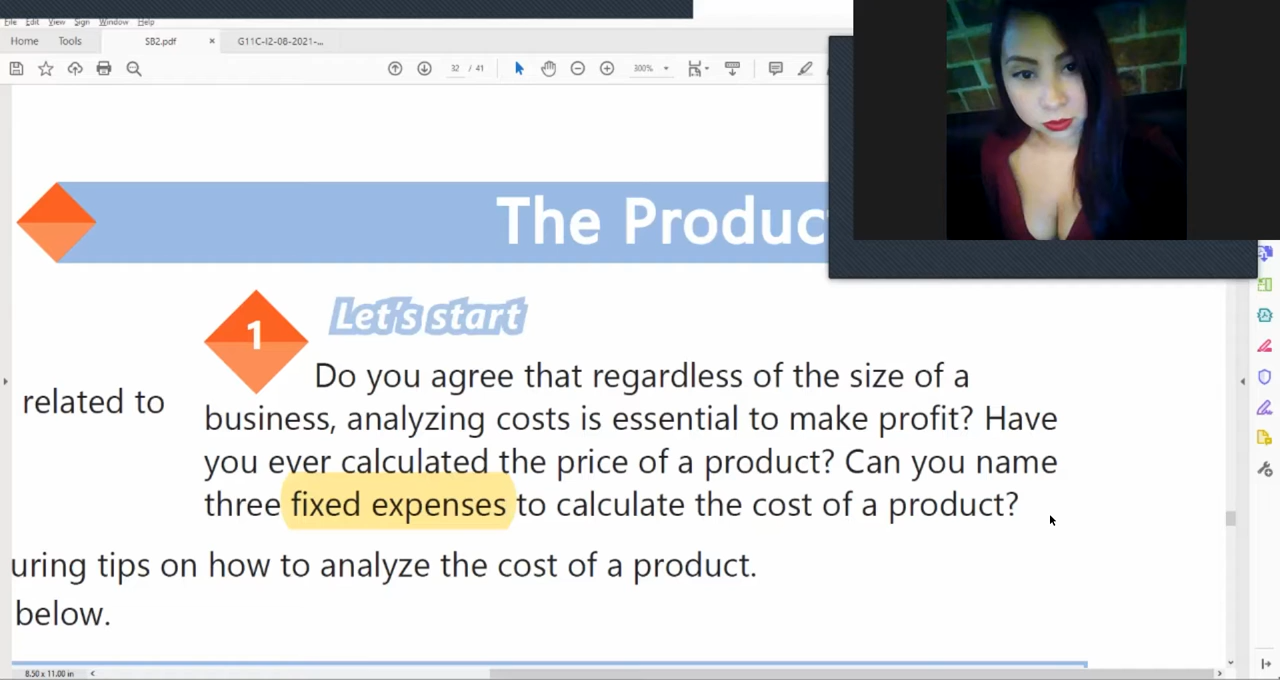 File Edit View Sign Window Help
Home Tools SB2.pdf × G11C-I2-08-2021-...
32 / 41 300%
The Produc
1 Let's start
Do you agree that regardless of the size of a
related to
business, analyzing costs is essential to make profit? Have
you ever calculated the price of a product? Can you name
three fixed expenses to calculate the cost of a product?
uring tips on how to analyze the cost of a product.
below.
8.50 x 11.00 in